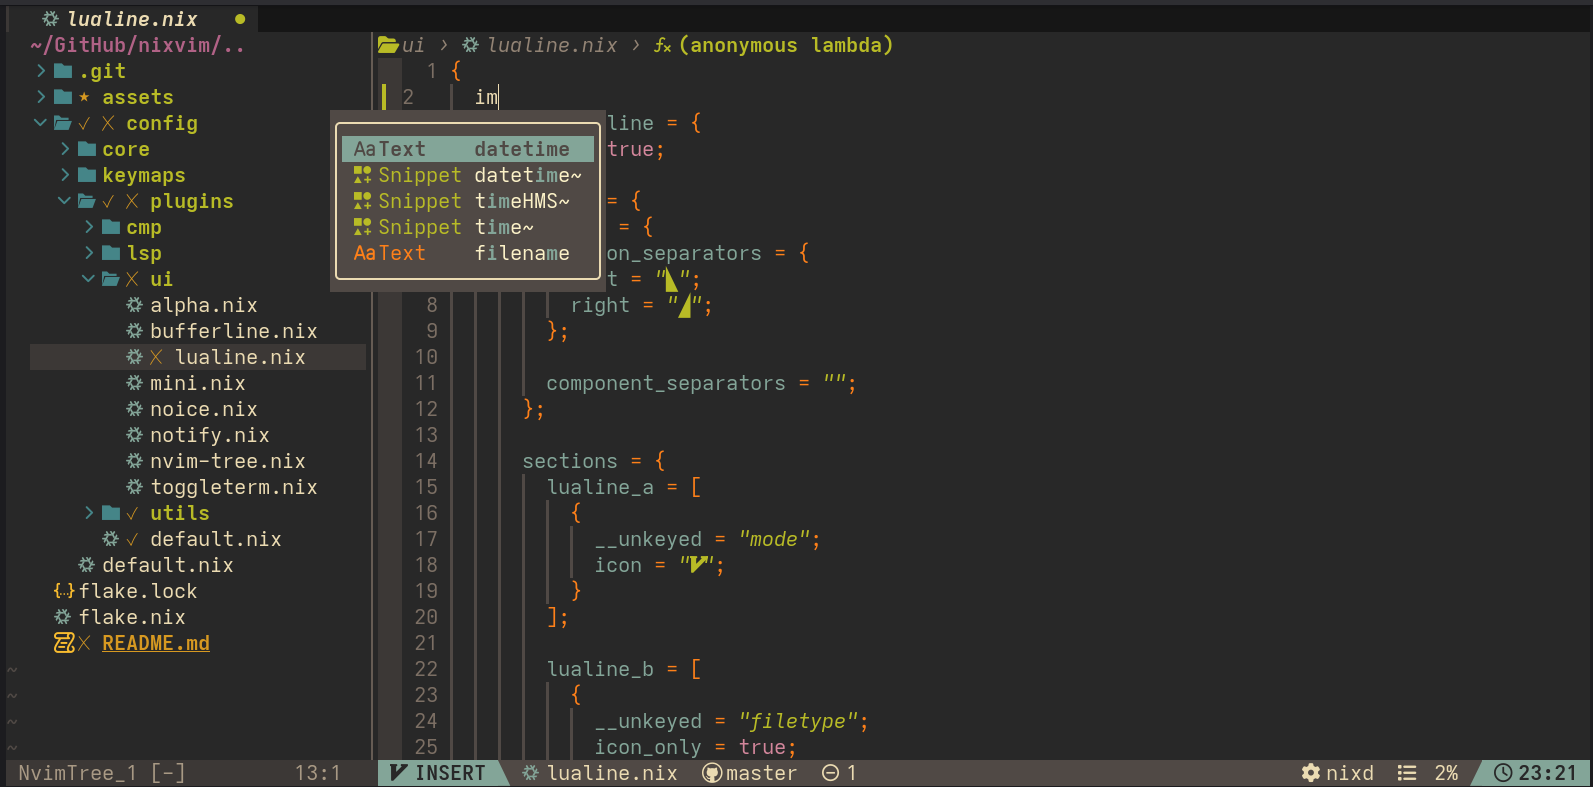 lualine.nix
~/GitHub/nixvim/..
.git
assets
config
core
keymaps
plugins
cmp
lsp
ui
alpha.nix
bufferline.nix
lualine.nix
mini.nix
noice.nix
notify.nix
nvim-tree.nix
toggleterm.nix
utils
default.nix
default.nix
flake.lock
flake.nix
README.md
~
~
~
~
ui > lualine.nix > (anonymous lambda)
1 {
2 im
Text datetime
Snippet datetime~
Snippet timeHMS~
Snippet time~
Text filename
line = {
true;
= {
= {
on_separators = {
t = "";
8 right = "";
9 };
10
11 component_separators = "";
12 };
13
14 sections = {
15 lualine_a = [
16 {
17 __unkeyed = "mode";
18 icon = "";
19 }
20 ];
21
22 lualine_b = [
23 {
24 __unkeyed = "filetype";
25 icon_only = true;
NvimTree_1 [-] 13:1
INSERT lualine.nix master 1 nixd 2% 23:21